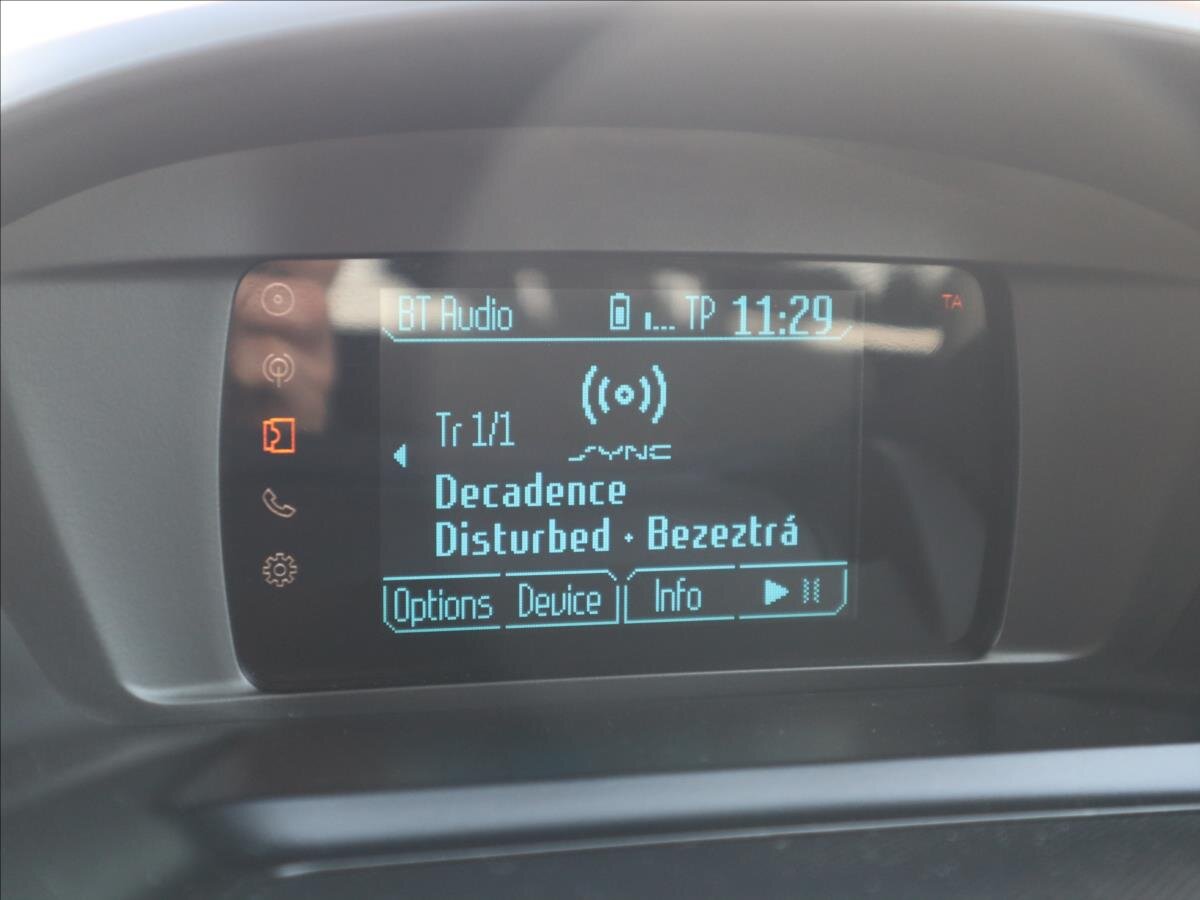 BT Audio TP 11:29 TA
Tr 1/1
SYNC
Decadence
Disturbed · Bezeztrá
Options Device Info